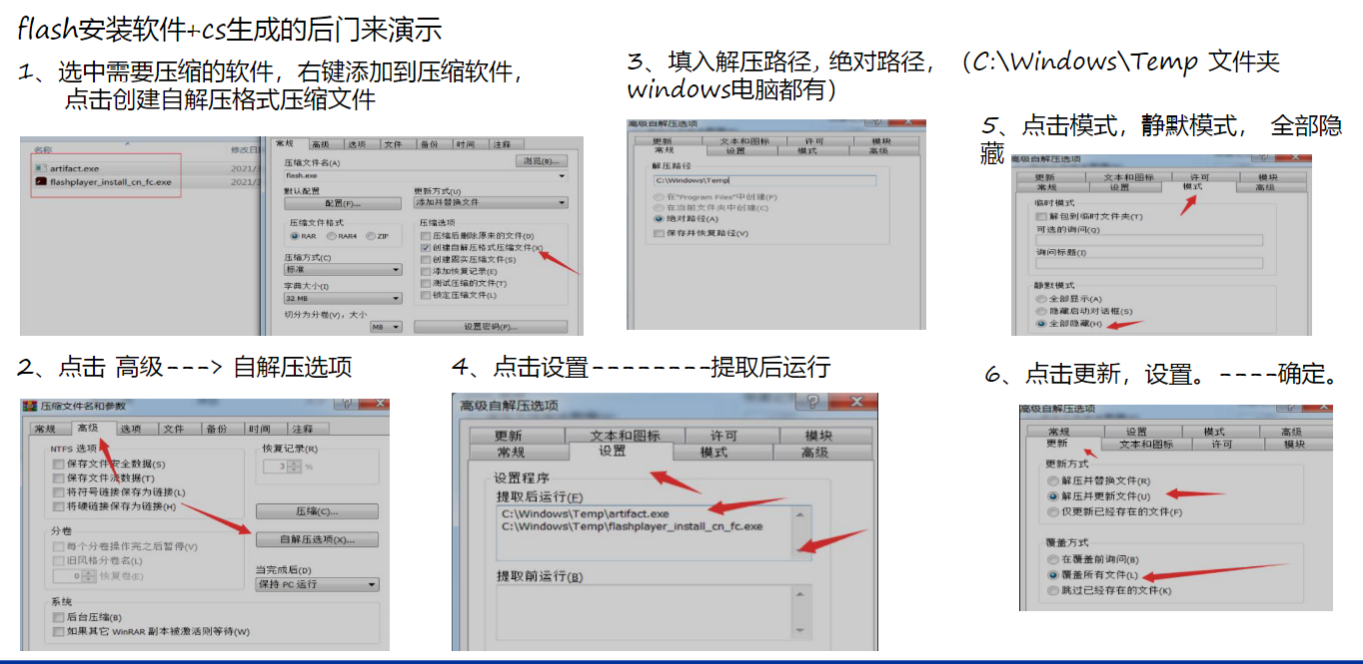 flash安装软件+cs生成的后门来演示
1、选中需要压缩的软件，右键添加到压缩软件，
点击创建自解压格式压缩文件
名称
修改日
artifact.exe
2021/
flashplayer_install_cn_fc.exe
2021/
常规 高级 选项 文件 备份 时间 注释
压缩文件名(A)
浏览(B)...
flesh.exe
默认配置
配置(F)...
更新方式(U)
添加并替换文件
压缩文件格式
RAR RAR4 ZIP
压缩选项
压缩后删除原来的文件(D)
创建自解压格式压缩文件(X)
创建固实压缩文件(S)
添加恢复记录(E)
测试压缩的文件(T)
锁定压缩文件(L)
压缩方式(C)
标准
字典大小(I)
32 MB
切分为分卷(V)，大小
MB
设置密码(P)...
2、点击 高级---> 自解压选项
压缩文件名和参数
常规 高级 选项 文件 备份 时间 注释
NTFS 选项
保存文件安全数据(S)
保存文件流数据(T)
将符号链接保存为链接(L)
将硬链接保存为链接(H)
恢复记录(R)
3 %
压缩(C)...
分卷
每个分卷操作完之后暂停(V)
旧风格分卷名(L)
0 恢复卷(E)
自解压选项(X)...
当完成后(D)
保持 PC 运行
系统
后台压缩(B)
如果其它 WinRAR 副本被激活则等待(W)
3、填入解压路径，绝对路径， （C:\Windows\Temp 文件夹
windows电脑都有）
高级自解压选项
更新 文本和图标 许可 模块
常规 设置 模式 高级
解压路径
C:\Windows\Temp
在"Program Files"中创建(P)
在当前文件夹中创建(C)
绝对路径(A)
保存并恢复路径(V)
4、点击设置--------提取后运行
高级自解压选项
更新 文本和图标 许可 模块
常规 设置 模式 高级
设置程序
提取后运行(F)
C:\Windows\Temp\artifact.exe
C:\Windows\Temp\flashplayer_install_cn_fc.exe
提取前运行(B)
5、点击模式，静默模式， 全部隐
藏
高级自解压选项
更新 文本和图标 许可 模块
常规 设置 模式 高级
临时模式
解包到临时文件夹(T)
可选的询问(Q)
询问标题(I)
静默模式
全部显示(A)
隐藏启动对话框(S)
全部隐藏(H)
6、点击更新，设置。----确定。
高级自解压选项
常规 设置 模式 高级
更新 文本和图标 许可 模块
更新方式
解压并替换文件(R)
解压并更新文件(U)
仅更新已经存在的文件(F)
覆盖方式
在覆盖前询问(B)
覆盖所有文件(L)
跳过已经存在的文件(K)